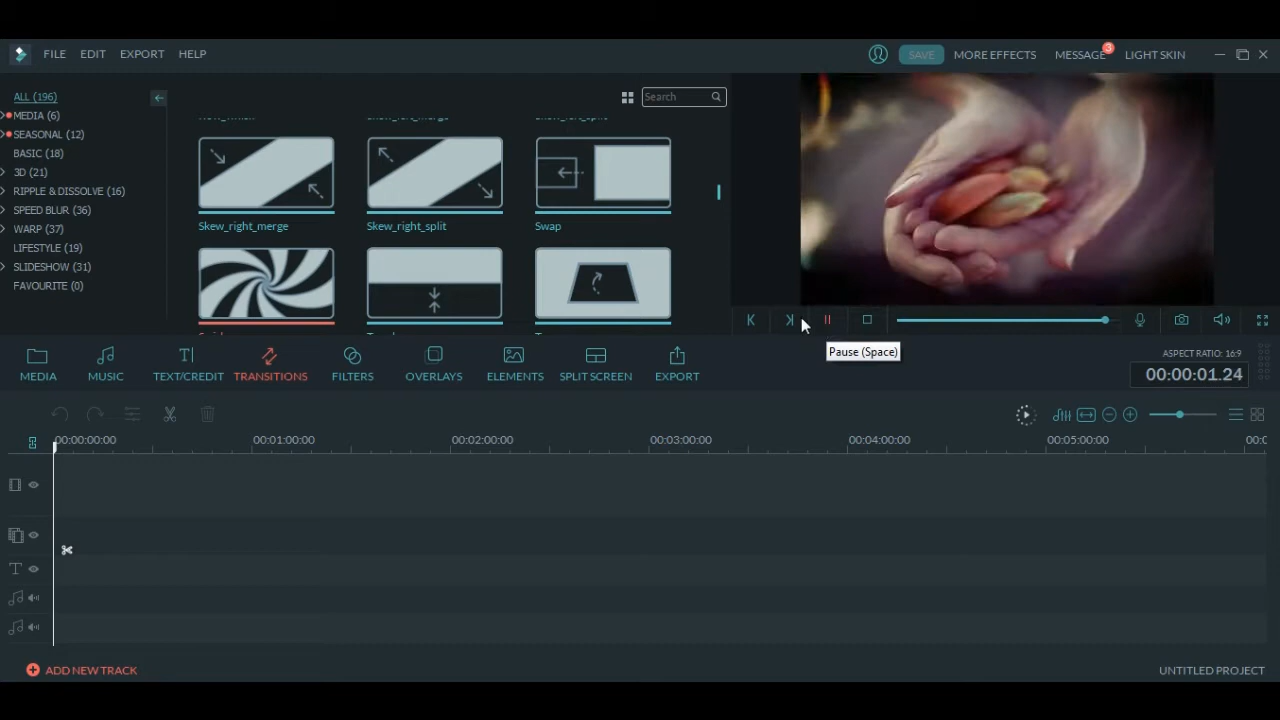 FILE EDIT EXPORT HELP
SAVE MORE EFFECTS MESSAGE 3 LIGHT SKIN
ALL (196)
MEDIA (6)
SEASONAL (12)
BASIC (18)
3D (21)
RIPPLE & DISSOLVE (16)
SPEED BLUR (36)
WARP (37)
LIFESTYLE (19)
SLIDESHOW (31)
FAVOURITE (0)
Search
Skew_right_merge Skew_right_split Swap
Pause (Space)
MEDIA MUSIC TEXT/CREDIT TRANSITIONS FILTERS OVERLAYS ELEMENTS SPLIT SCREEN EXPORT
ASPECT RATIO: 16:9
00:00:01.24
00:00:00:00 00:01:00:00 00:02:00:00 00:03:00:00 00:04:00:00 00:05:00:00
ADD NEW TRACK
UNTITLED PROJECT